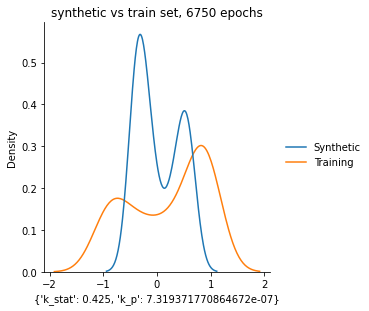 synthetic vs train set, 6750 epochs
Density
0.5
0.4
0.3
0.2
0.1
0.0
−2
−1
0
1
2
Synthetic
Training
{'k_stat': 0.425, 'k_p': 7.319371770864672e-07}